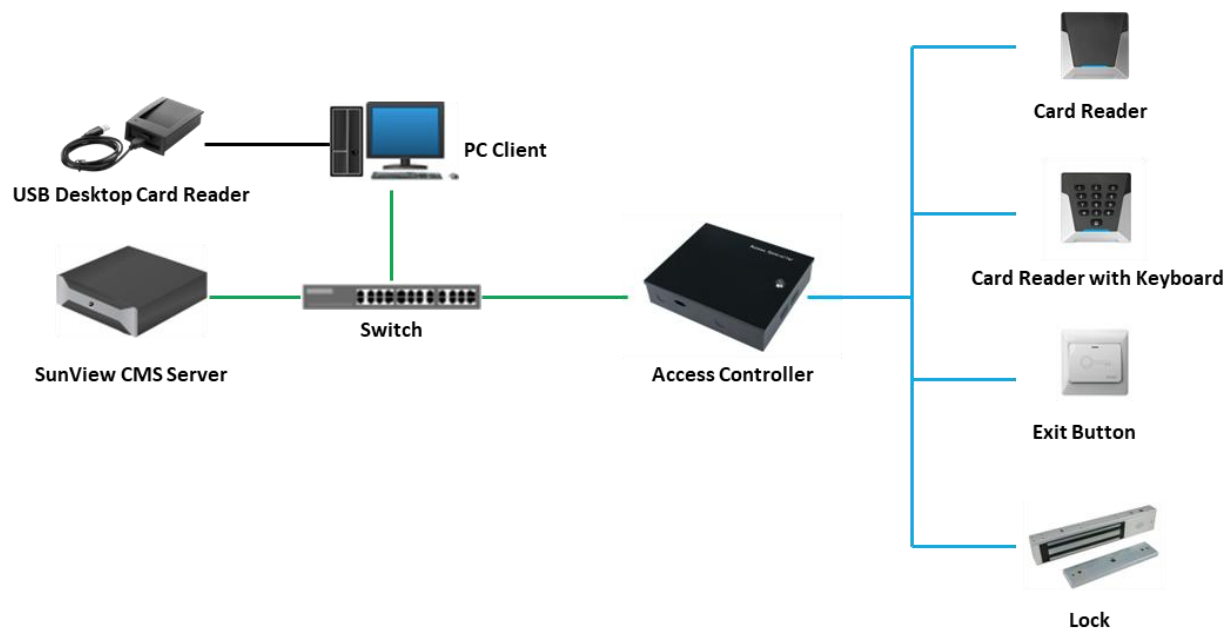 Card Reader
PC Client
USB Desktop Card Reader
Card Reader with Keyboard
Switch
SunView CMS Server
Access Controller
Exit Button
Lock